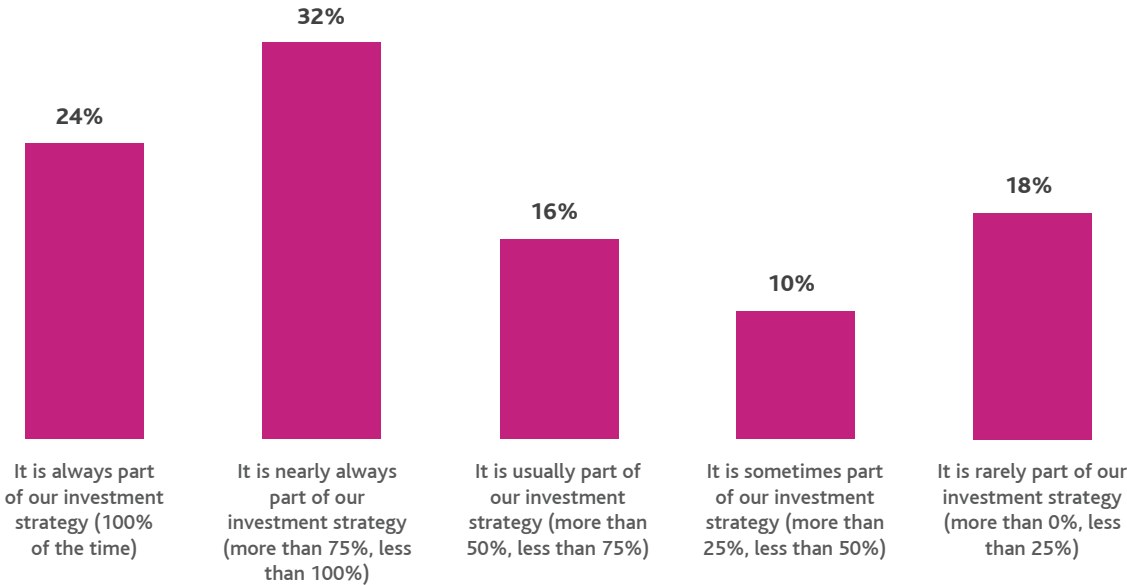 32%
24%
18%
16%
10%
It is always part
of our investment
strategy (100%
of the time)
It is nearly always
part of our
investment strategy
(more than 75%, less
than 100%)
It is usually part of
our investment
strategy (more than
50%, less than 75%)
It is sometimes part
of our investment
strategy (more than
25%, less than 50%)
It is rarely part of our
investment strategy
(more than 0%, less
than 25%)